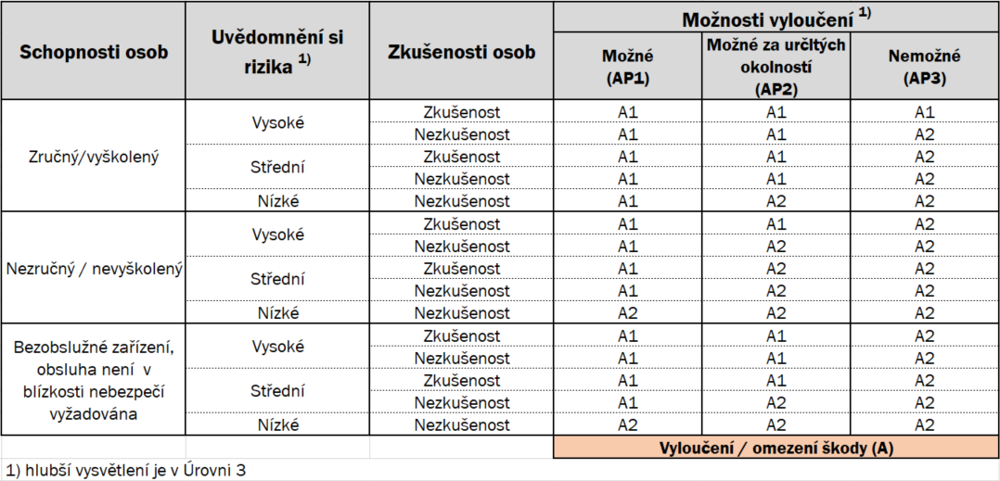 Schopnosti osob
Uvědomnění si
rizika 1)
Zkušenosti osob
Možnosti vyloučení 1)
Možné
(AP1)
Možné za určltých
okolností
(AP2)
Nemožné
(AP3)
Zručný/vyškolený
Vysoké
Zkušenost A1 A1 A1
Nezkušenost A1 A1 A2
Střední
Zkušenost A1 A1 A2
Nezkušenost A1 A1 A2
Nízké Nezkušenost A1 A2 A2
Nezručný / nevyškolený
Vysoké
Zkušenost A1 A1 A2
Nezkušenost A1 A2 A2
Střední
Zkušenost A1 A2 A2
Nezkušenost A1 A2 A2
Nízké Nezkušenost A2 A2 A2
Bezobslužné zařízení,
obsluha není v
blízkosti nebezpečí
vyžadována
Vysoké
Zkušenost A1 A1 A2
Nezkušenost A1 A1 A2
Střední
Zkušenost A1 A1 A2
Nezkušenost A1 A2 A2
Nízké Nezkušenost A2 A2 A2
Vyloučení / omezení škody (A)
1) hlubší vysvětlení je v Úrovni 3